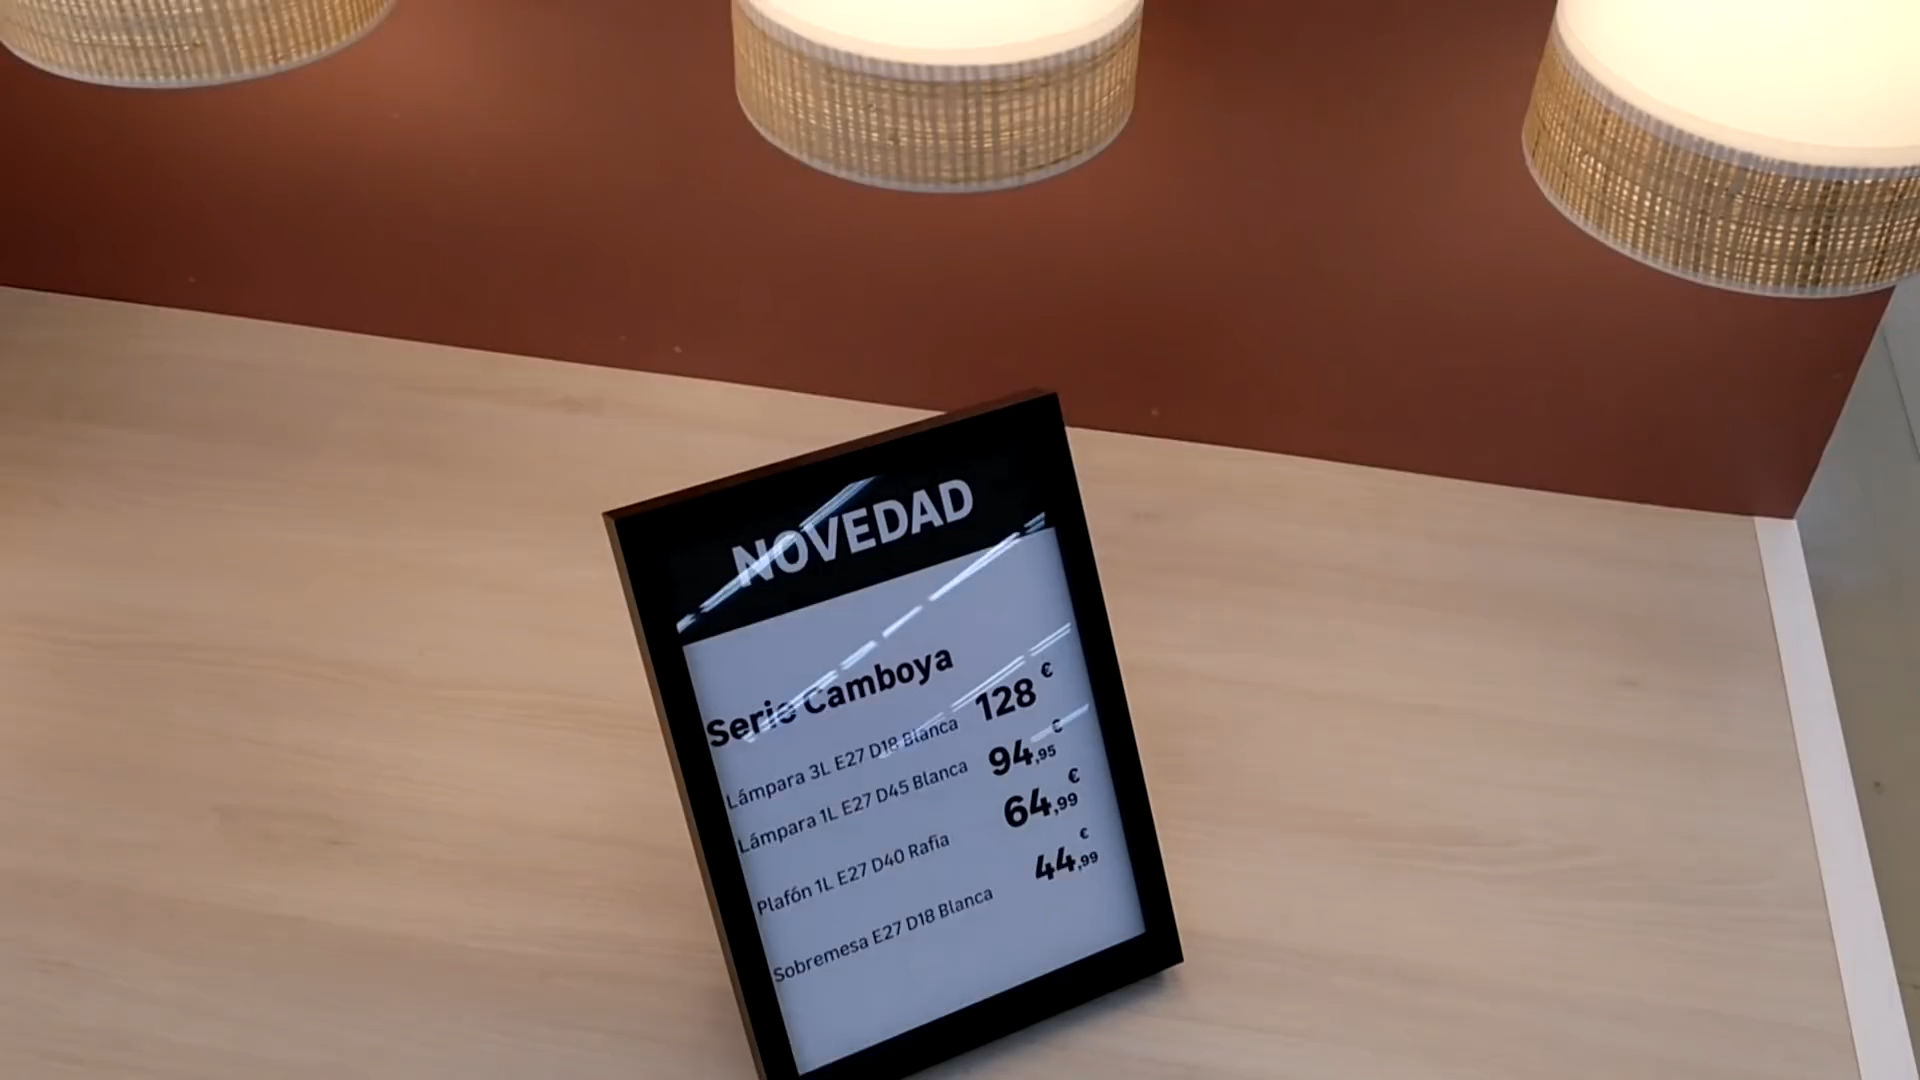 NOVEDAD
Serie Camboya
Lámpara 3L E27 D18 Blanca 128 €
Lámpara 1L E27 D45 Blanca 94,95 €
Plafón 1L E27 D40 Rafia 64,99 €
Sobremesa E27 D18 Blanca 44,99 €